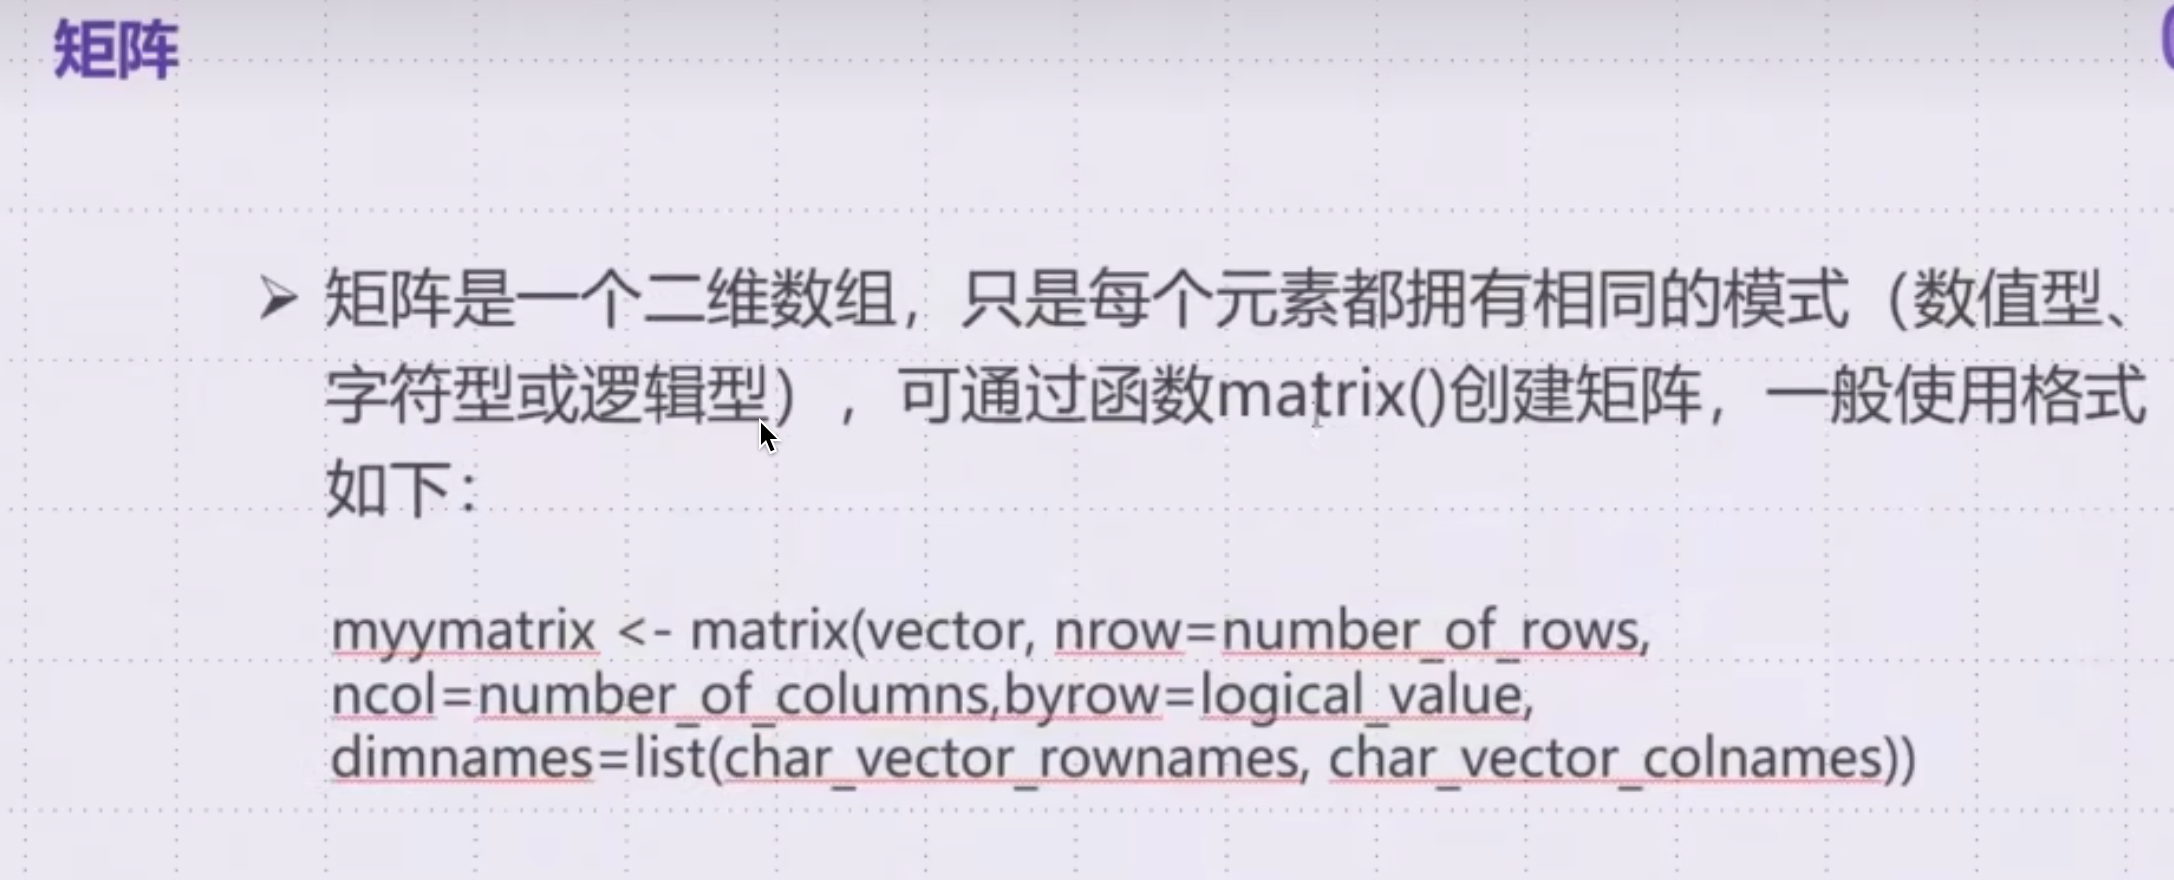 矩阵
矩阵是一个二维数组，只是每个元素都拥有相同的模式（数值型、
字符型或逻辑型），可通过函数matrix()创建矩阵，一般使用格式
如下：
myymatrix <- matrix(vector, nrow=number_of_rows,
ncol=number_of_columns,byrow=logical_value,
dimnames=list(char_vector_rownames, char_vector_colnames))